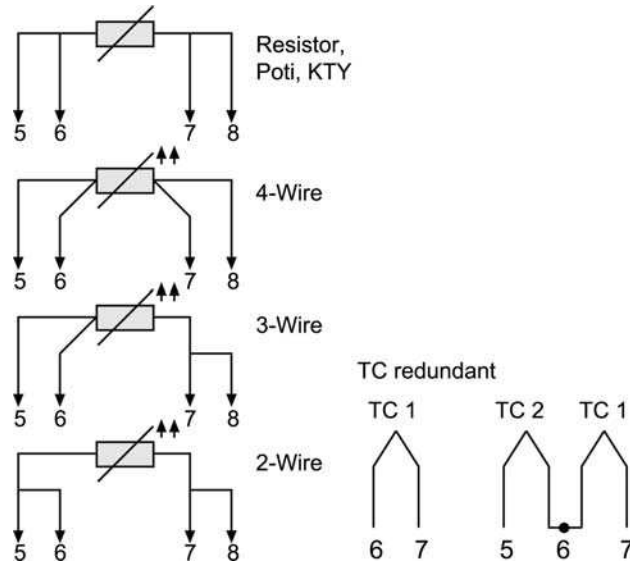 Resistor,
Poti, KTY
5 6 7 8
4-Wire
5 6 7 8
3-Wire
5 6 7 8
2-Wire
5 6 7 8
TC redundant
TC 1 TC 2 TC 1
6 7 5 6 7